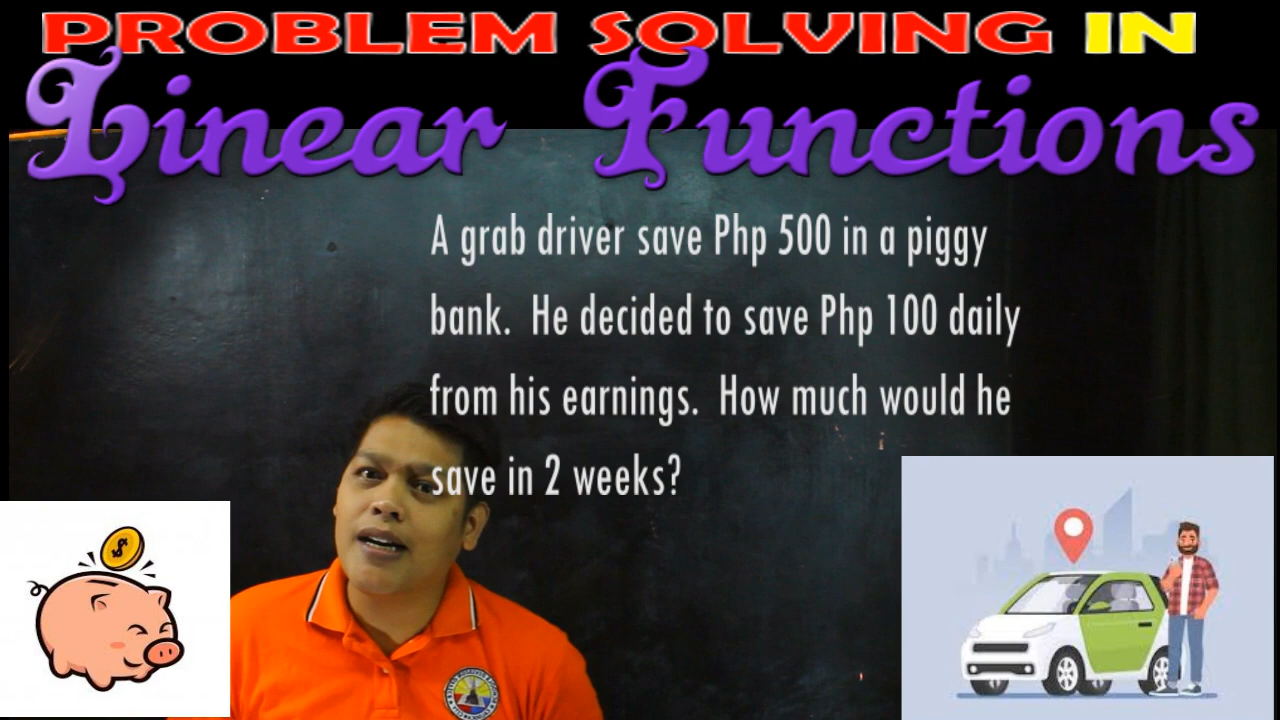 PROBLEM SOLVING IN
Linear Functions
A grab driver save Php 500 in a piggy
bank. He decided to save Php 100 daily
from his earnings. How much would he
save in 2 weeks?
$